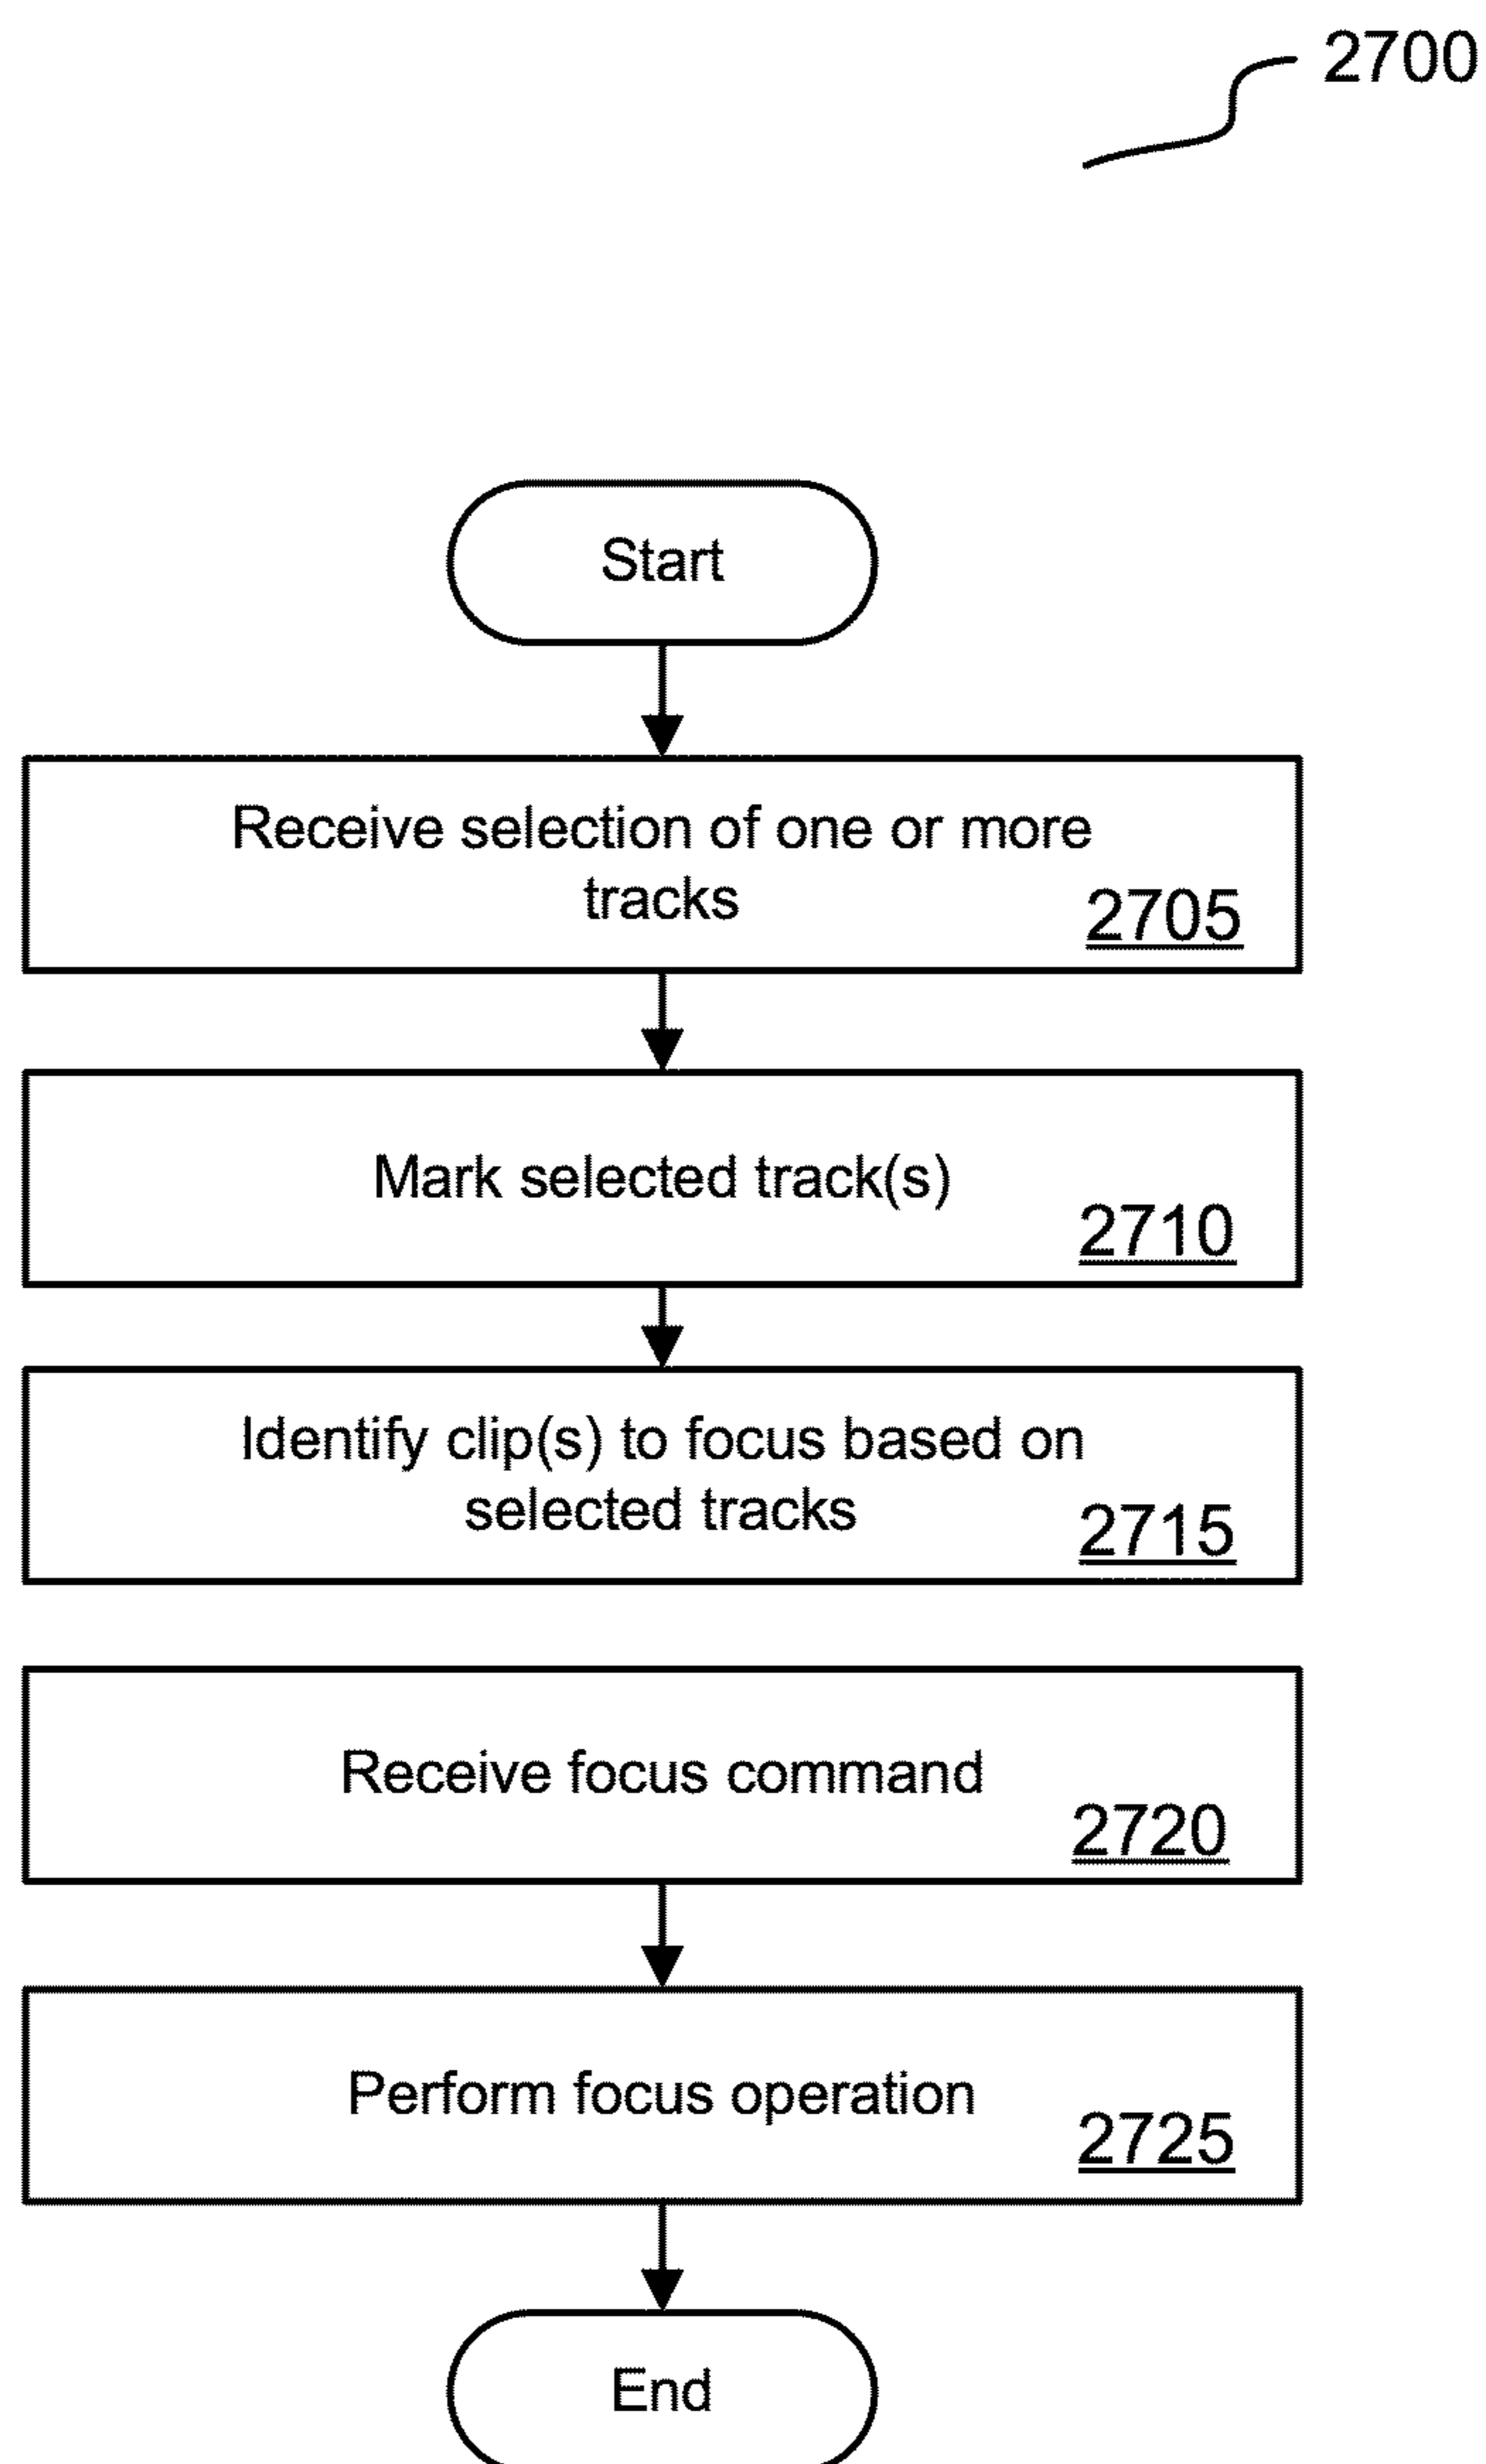 2700
Start
Receive selection of one or more
tracks
2705
Mark selected track(s)
2710
Identify clip(s) to focus based on
selected tracks
2715
Receive focus command
2720
Perform focus operation
2725
End